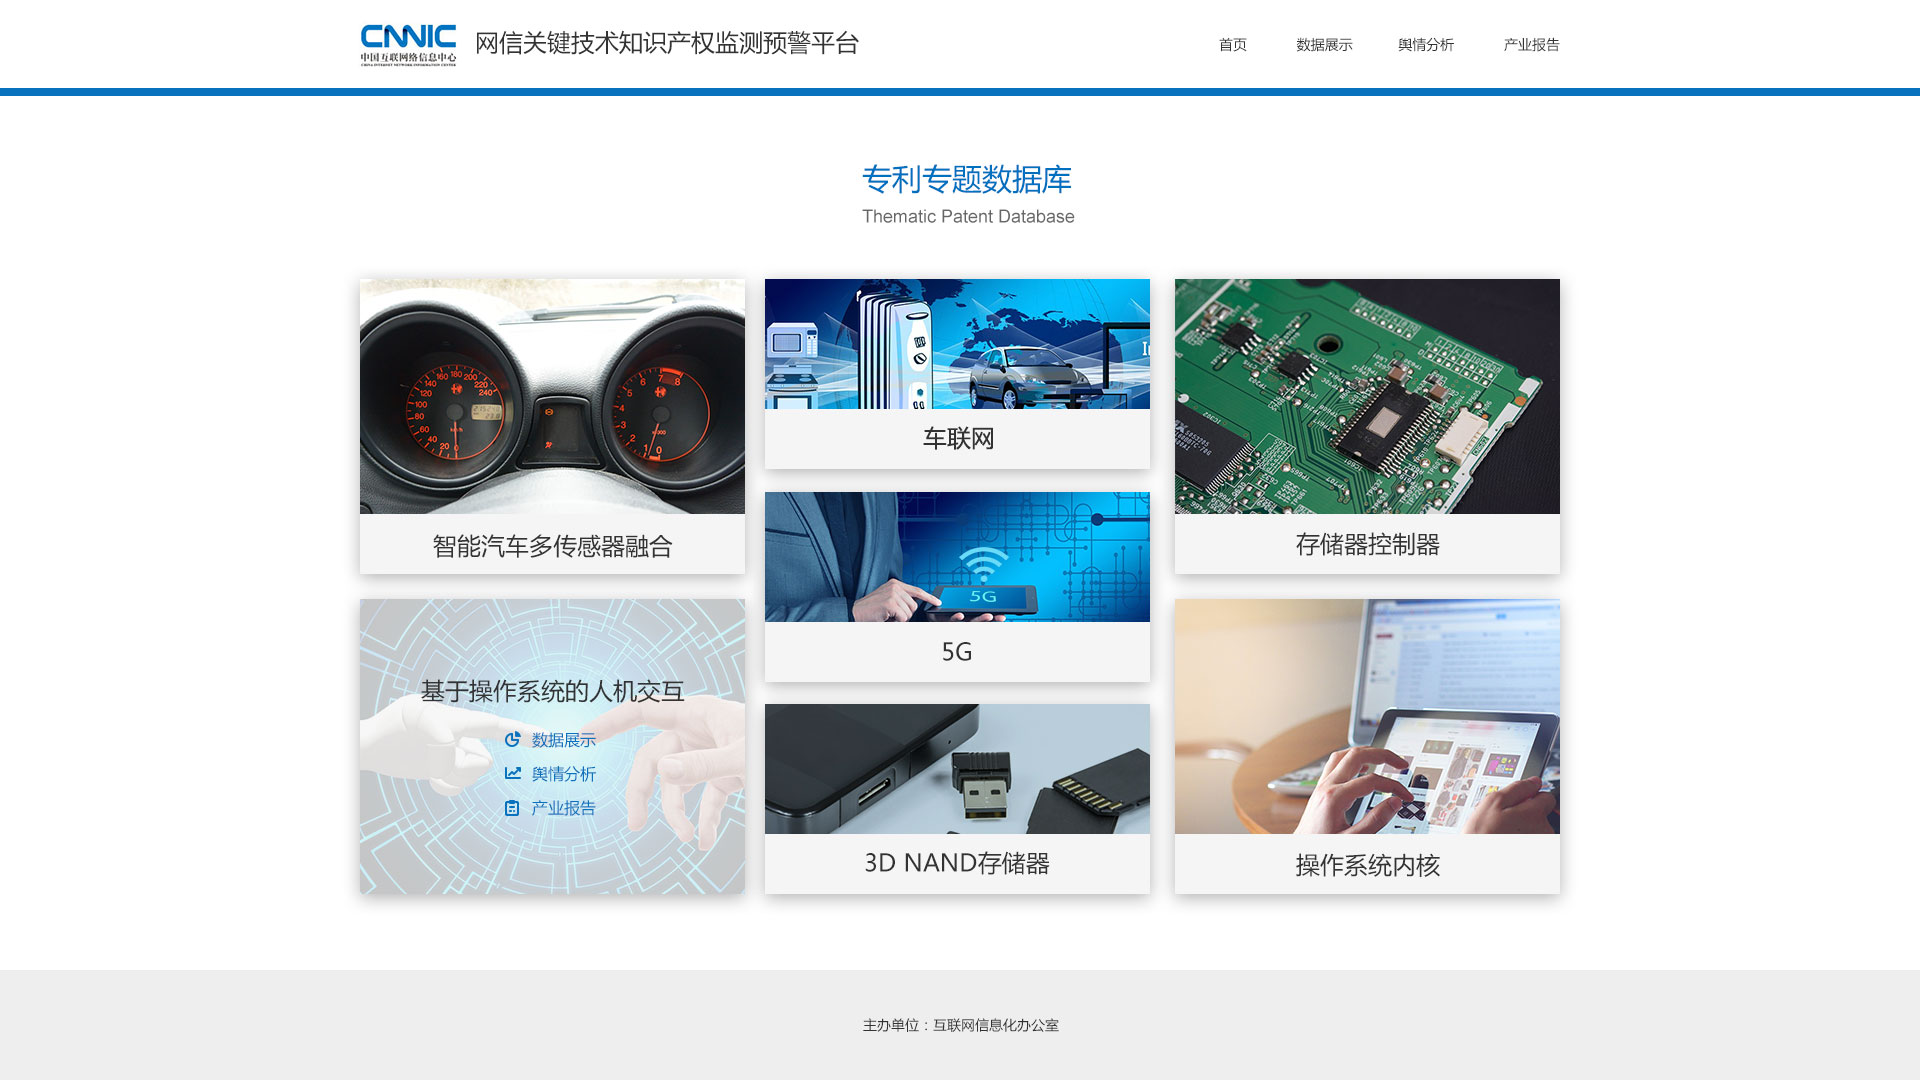 CNNIC
中国互联网络信息中心
CHINA INTERNET NETWORK INFORMATION CENTER
网信关键技术知识产权监测预警平台
首页
数据展示
舆情分析
产业报告
专利专题数据库
Thematic Patent Database
智能汽车多传感器融合
车联网
存储器控制器
5G
5G
基于操作系统的人机交互
数据展示
舆情分析
产业报告
3D NAND存储器
操作系统内核
主办单位：互联网信息化办公室